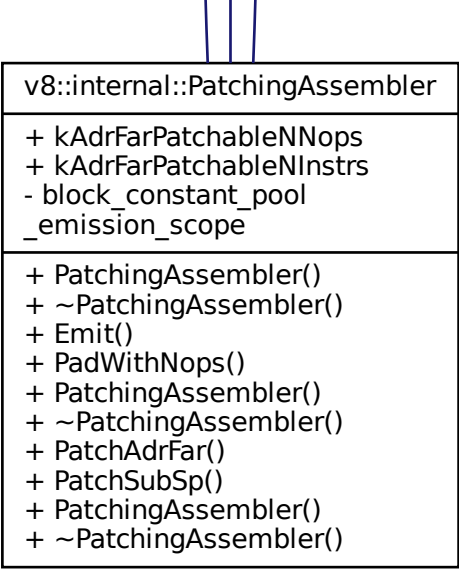 v8::internal::PatchingAssembler
+ kAdrFarPatchableNNops
+ kAdrFarPatchableNInstrs
- block_constant_pool
_emission_scope
+ PatchingAssembler()
+ ~PatchingAssembler()
+ Emit()
+ PadWithNops()
+ PatchingAssembler()
+ ~PatchingAssembler()
+ PatchAdrFar()
+ PatchSubSp()
+ PatchingAssembler()
+ ~PatchingAssembler()